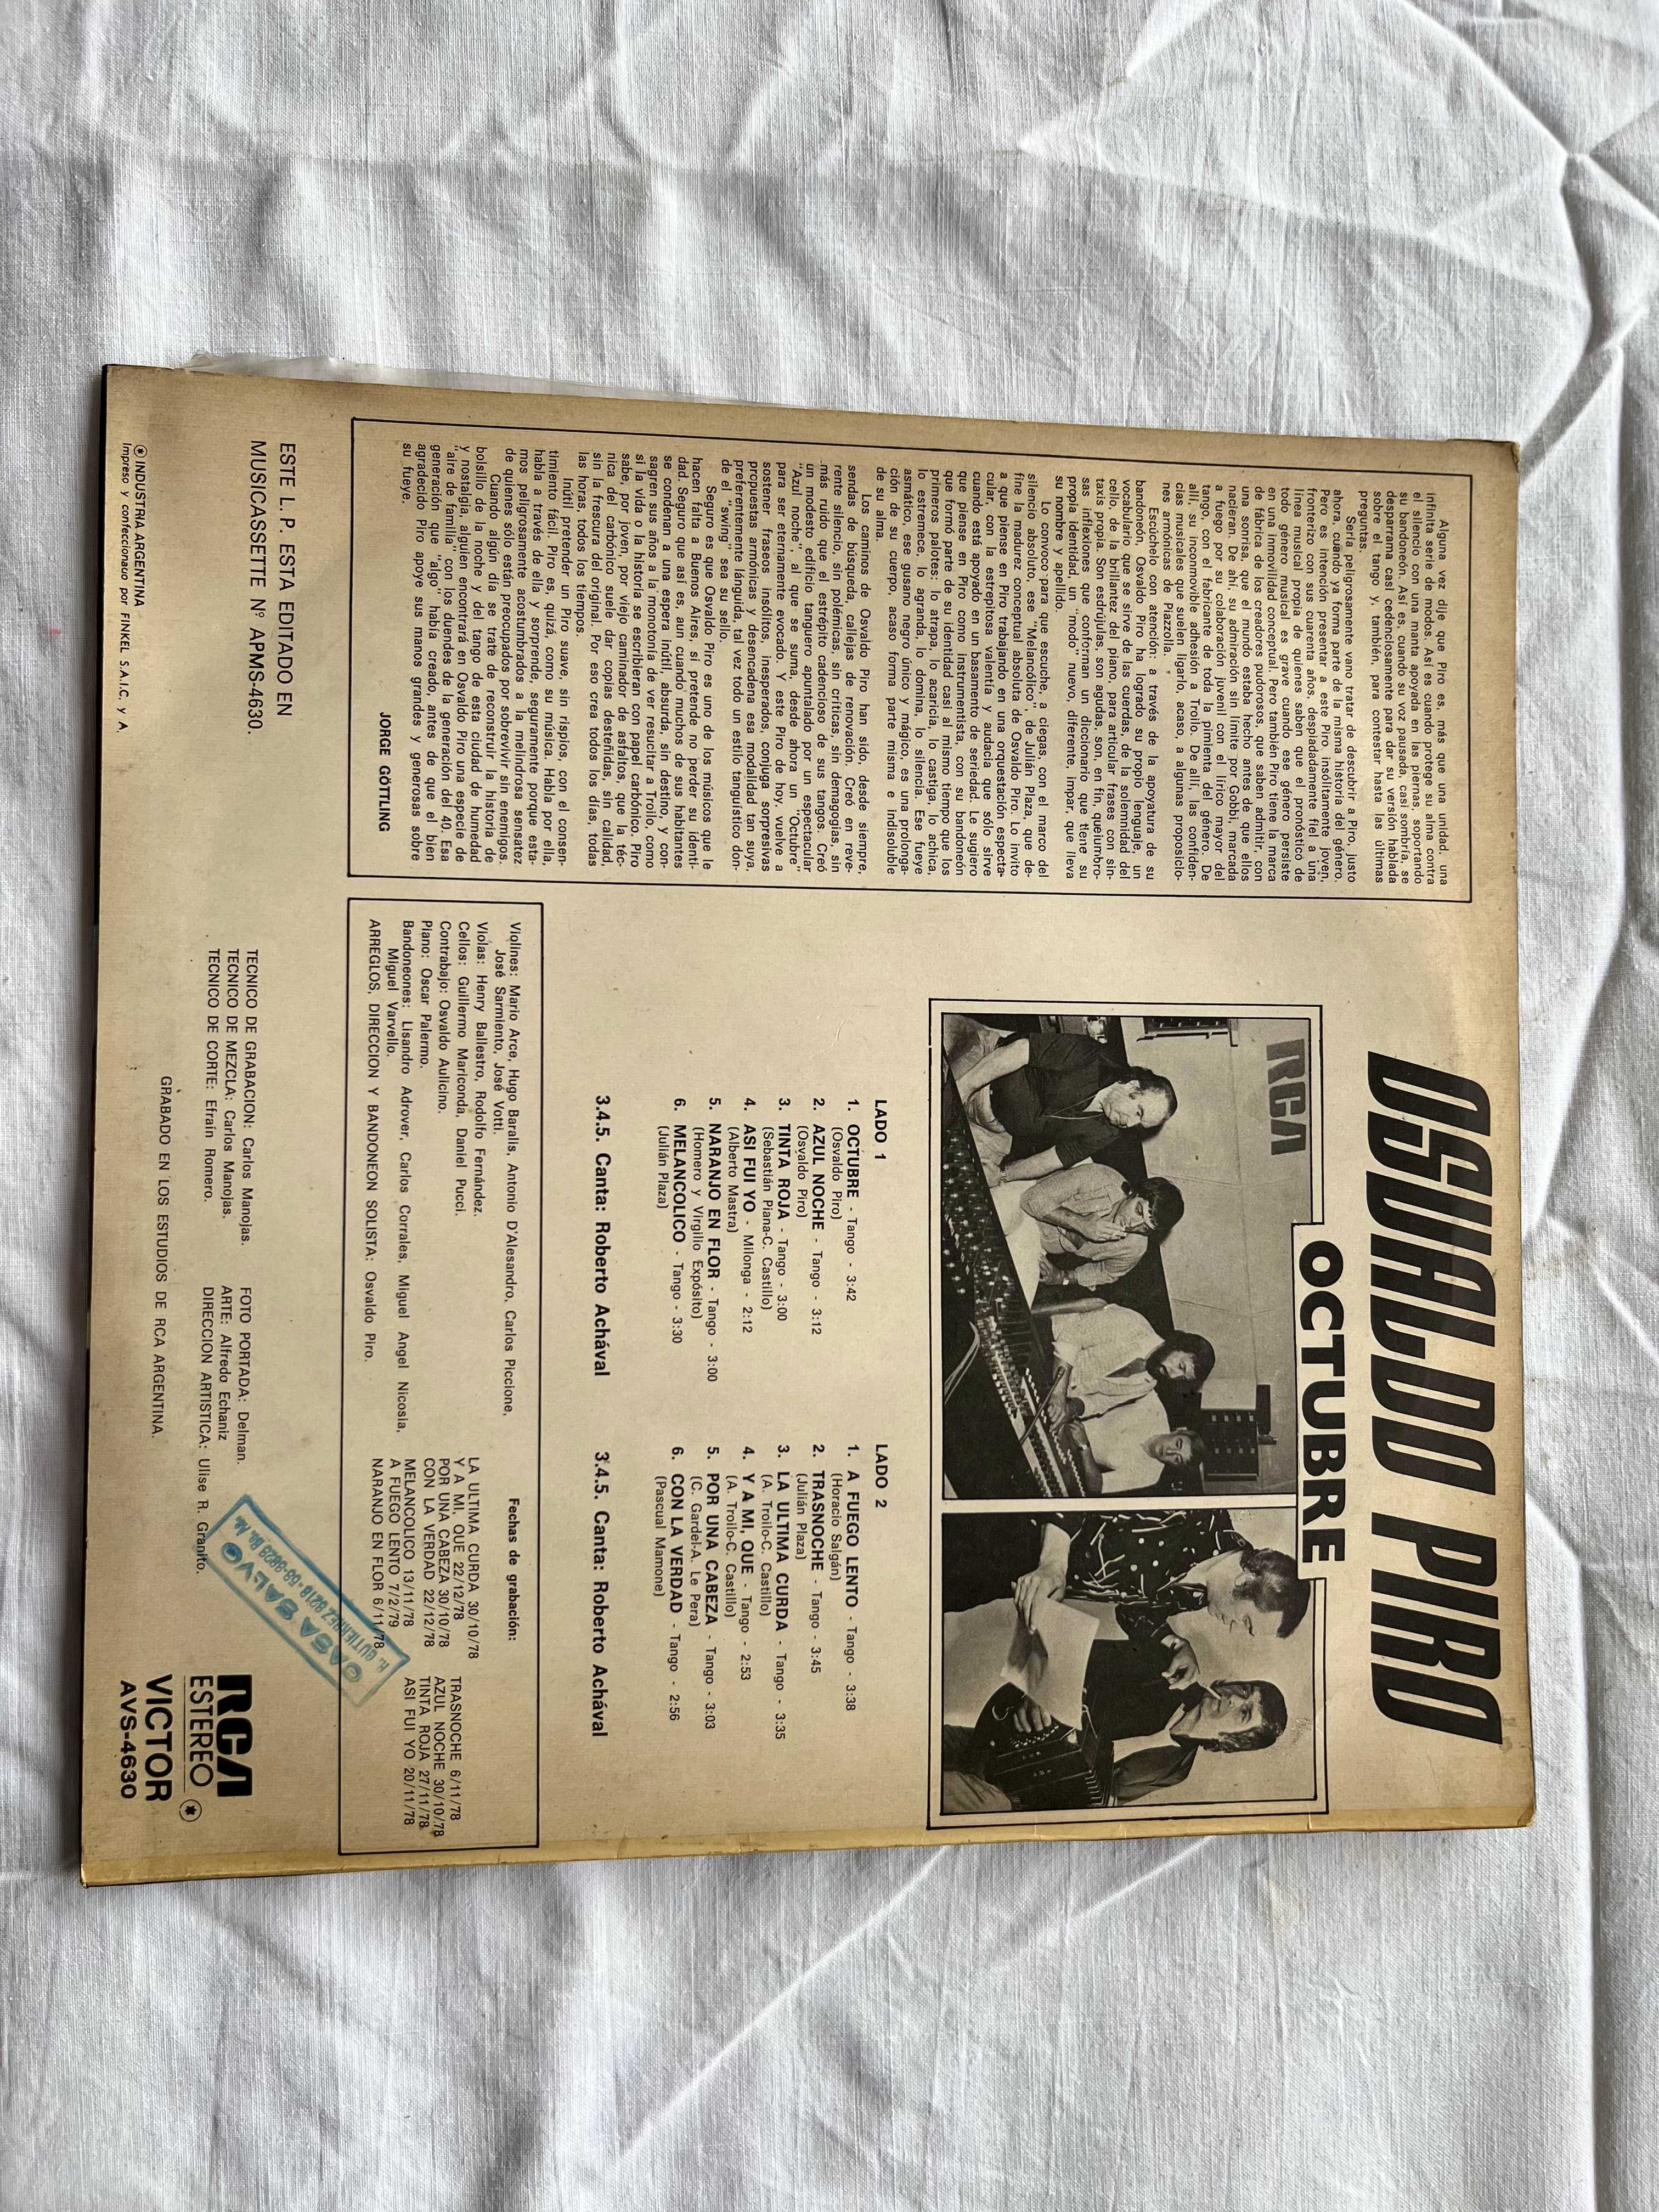 OSVALDO PIRO
OCTUBRE
RCA
Alguna vez dije que Piro es, más que una unidad, una
infinita serie de modos. Así es cuando protege su alma contra
el silencio con una manta apoyada en las piernas, soportando
su bandoneón. Así es, cuando su voz pausada, casi sombría, se
desparrama casi cadenciosamente para dar su versión hablada
sobre el tango y, también, para contestar hasta las últimas
preguntas.
Sería peligrosamente vano tratar de descubrir a Piro, justo
ahora, cuando ya forma parte de la misma historia del género.
Pero es intención presentar a este Piro, insólitamente joven,
fronterizo con sus cuarenta años, despiadadamente fiel a una
línea musical propia de quienes saben que el pronóstico de
todo género musical es grave cuando ese género persiste
en una inmovilidad conceptual. Pero también Piro tiene la marca
de fábrica de los creadores pudorosos, que saben admitir, con
una sonrisa, que el mundo estaba hecho antes de que ellos
nacieran. De ahí: su admiración sin límite por Gobbi, marcada
a fuego por su colaboración juvenil con el lírico mayor del
tango con el fabricante de toda la pimienta del género. De
allí, su inconmovible adhesión a Troilo. De allí, las confiden-
cias musicales que suelen ligarlo, acaso, a algunas proposicio-
nes armónicas de Piazzolla.
Escúchelo con atención: a través de la apoyatura de su
bandoneón, Osvaldo Piro ha logrado su propio lenguaje, un
vocabulario que se sirve de las cuerdas, de la solemnidad del
cello, de la brillantez del piano, para articular frases con sin-
taxis propia. Son esdrújulas, son agudas, son, en fin, queiumbro-
sas inflexiones que conforman un diccionario que tiene su
propia identidad, un "modo" nuevo, diferente, impar, que lleva
su nombre y apellido.
Lo convoco para que escuche, a ciegas, con el marco del
silencio absoluto, ese "Melancólico", de Julián Plaza, que de-
fine la madurez conceptual absoluta de Osvaldo Piro. Lo invito
a que piense en Piro trabajando en una orquestación especta-
cular, con la estrepitosa valentía y audacia que sólo sirve
cuando está apoyado en un basamento de seriedad. Le sugiero
que piense en Piro como instrumentista, con su bandoneón
que formó parte de su identidad casi al mismo tiempo que los
primeros palotes: lo atrapa, lo acaricia, lo castiga, lo achica,
lo estremece, lo agranda, lo domina, lo silencia. Ese fueye
asmático, ese gusano negro único y mágico, es una prolonga-
ción de su cuerpo, acaso forma parte misma e indisoluble
de su alma.
Los caminos de Osvaldo Piro han sido, desde siempre,
sendas de búsqueda, callejas de renovación. Creó en reve-
rente silencio, sin polémicas, sin críticas, sin demagogias, sin
más ruido que el estrépito cadencioso de sus tangos. Creó
un modesto edificio tanguero apuntalado por un espectacular
"Azul noche", al que se suma, desde ahora un "Octubre"
para ser eternamente evocado. Y este Piro de hoy, vuelve a
sostener fraseos insólitos, inesperados, conjuga sorpresivas
propuestas armónicas y desencadena esa modalidad tan suya,
preferentemente lánguida, tal vez todo un estilo tanguístico don-
de el "swing" sea su sello.
Seguro es que Osvaldo Piro es uno de los músicos que le
hacen falta a Buenos Aires, si pretende no perder su identi-
dad. Seguro que así es, aun cuando muchos de sus habitantes
se condenan a una espera inútil, absurda, sin destino, y con-
sagren sus años a la monotonía de ver resucitar a Troilo, como
si la vida o la historia se escribieran con papel carbónico. Piro
sabe, por joven, por viejo caminador de asfaltos, que la téc-
nica del carbónico suele dar copias desteñidas, sin calidad,
sin la frescura del original. Por eso crea todos los días, todas
las horas, todos los tiempos.
Inútil pretender un Piro suave, sin rispios, con el consen-
timiento fácil. Piro es, quizá, como su música. Habla por ella,
habla a través de ella y sorprende, seguramente porque esta-
mos peligrosamente acostumbrados a la melindrosa sensatez
de quienes sólo están preocupados por sobrevivir sin enemigos.
Cuando algún día se trate de reconstruir la historia de
bolsillo de la noche y del tango de esta ciudad de humedad
y nostalgia, alguien encontrará en Osvaldo Piro una especie de
"aire de familia" con los duendes de la generación del 40. Esa
generación que "algo" había creado, antes de que el bien
agradecido Piro apoye sus manos grandes y generosas sobre
su fueye.
JORGE GÖTTLING
LADO 1
1. OCTUBRE - Tango - 3:42
(Osvaldo Piro)
2. AZUL NOCHE - Tango - 3:12
(Osvaldo Piro)
3. TINTA ROJA - Tango - 3:00
(Sebastián Piana-C. Castillo)
4. ASI FUI YO - Milonga - 2:12
(Alberto Mastra)
5. NARANJO EN FLOR - Tango - 3:00
(Homero y Virgilio Expósito)
6. MELANCOLICO - Tango - 3:30
(Julián Plaza)
3.4.5. Canta: Roberto Achával
LADO 2
1. A FUEGO LENTO - Tango - 3:38
(Horacio Salgán)
2. TRASNOCHE - Tango - 3:45
(Julián Plaza)
3. LA ULTIMA CURDA - Tango - 3:35
(A. Troilo-C. Castillo)
4. Y A MI, QUE - Tango - 2:53
(A. Troilo-C. Castillo)
5. POR UNA CABEZA - Tango - 3:03
(C. Gardel-A. Le Pera)
6. CON LA VERDAD - Tango - 2:56
(Pascual Mamone)
3.4.5. Canta: Roberto Achával
Violines: Mario Arce, Hugo Baralis, Antonio D'Alesandro, Carlos Piccione,
José Sarmiento, José Votti.
Violas: Henry Ballestro, Rodolfo Fernández.
Cellos: Guillermo Mariconda, Daniel Pucci.
Contrabajo: Osvaldo Aulicino.
Piano: Oscar Palermo.
Bandoneones: Lisandro Adrover, Carlos Corrales, Miguel Angel Nicosia,
Miguel Varvello.
ARREGLOS, DIRECCION Y BANDONEON SOLISTA: Osvaldo Piro.
Fechas de grabación:
LA ULTIMA CURDA 30/10/78
Y A MI, QUE 22/12/78
POR UNA CABEZA 30/10/78
CON LA VERDAD 22/12/78
MELANCOLICO 13/11/78
A FUEGO LENTO 7/2/79
NARANJO EN FLOR 6/11/78
TRASNOCHE 6/11/78
AZUL NOCHE 30/10/78
TINTA ROJA 27/11/78
ASI FUI YO 20/11/78
ESTE L. P. ESTA EDITADO EN
MUSICASSETTE Nº APMS-4630.
TECNICO DE GRABACION: Carlos Manojas.
TECNICO DE MEZCLA: Carlos Manojas.
TECNICO DE CORTE: Efraín Romero.
FOTO PORTADA: Delman.
ARTE: Alfredo Echaniz
DIRECCION ARTISTICA: Ulise R. Granito.
GRABADO EN LOS ESTUDIOS DE RCA ARGENTINA.
CASA SALVO
R. GUTIERREZ
RCA
ESTEREO
VICTOR
AVS-4630
INDUSTRIA ARGENTINA
Impreso y confeccionado por FINKEL S.A.I.C. y A.